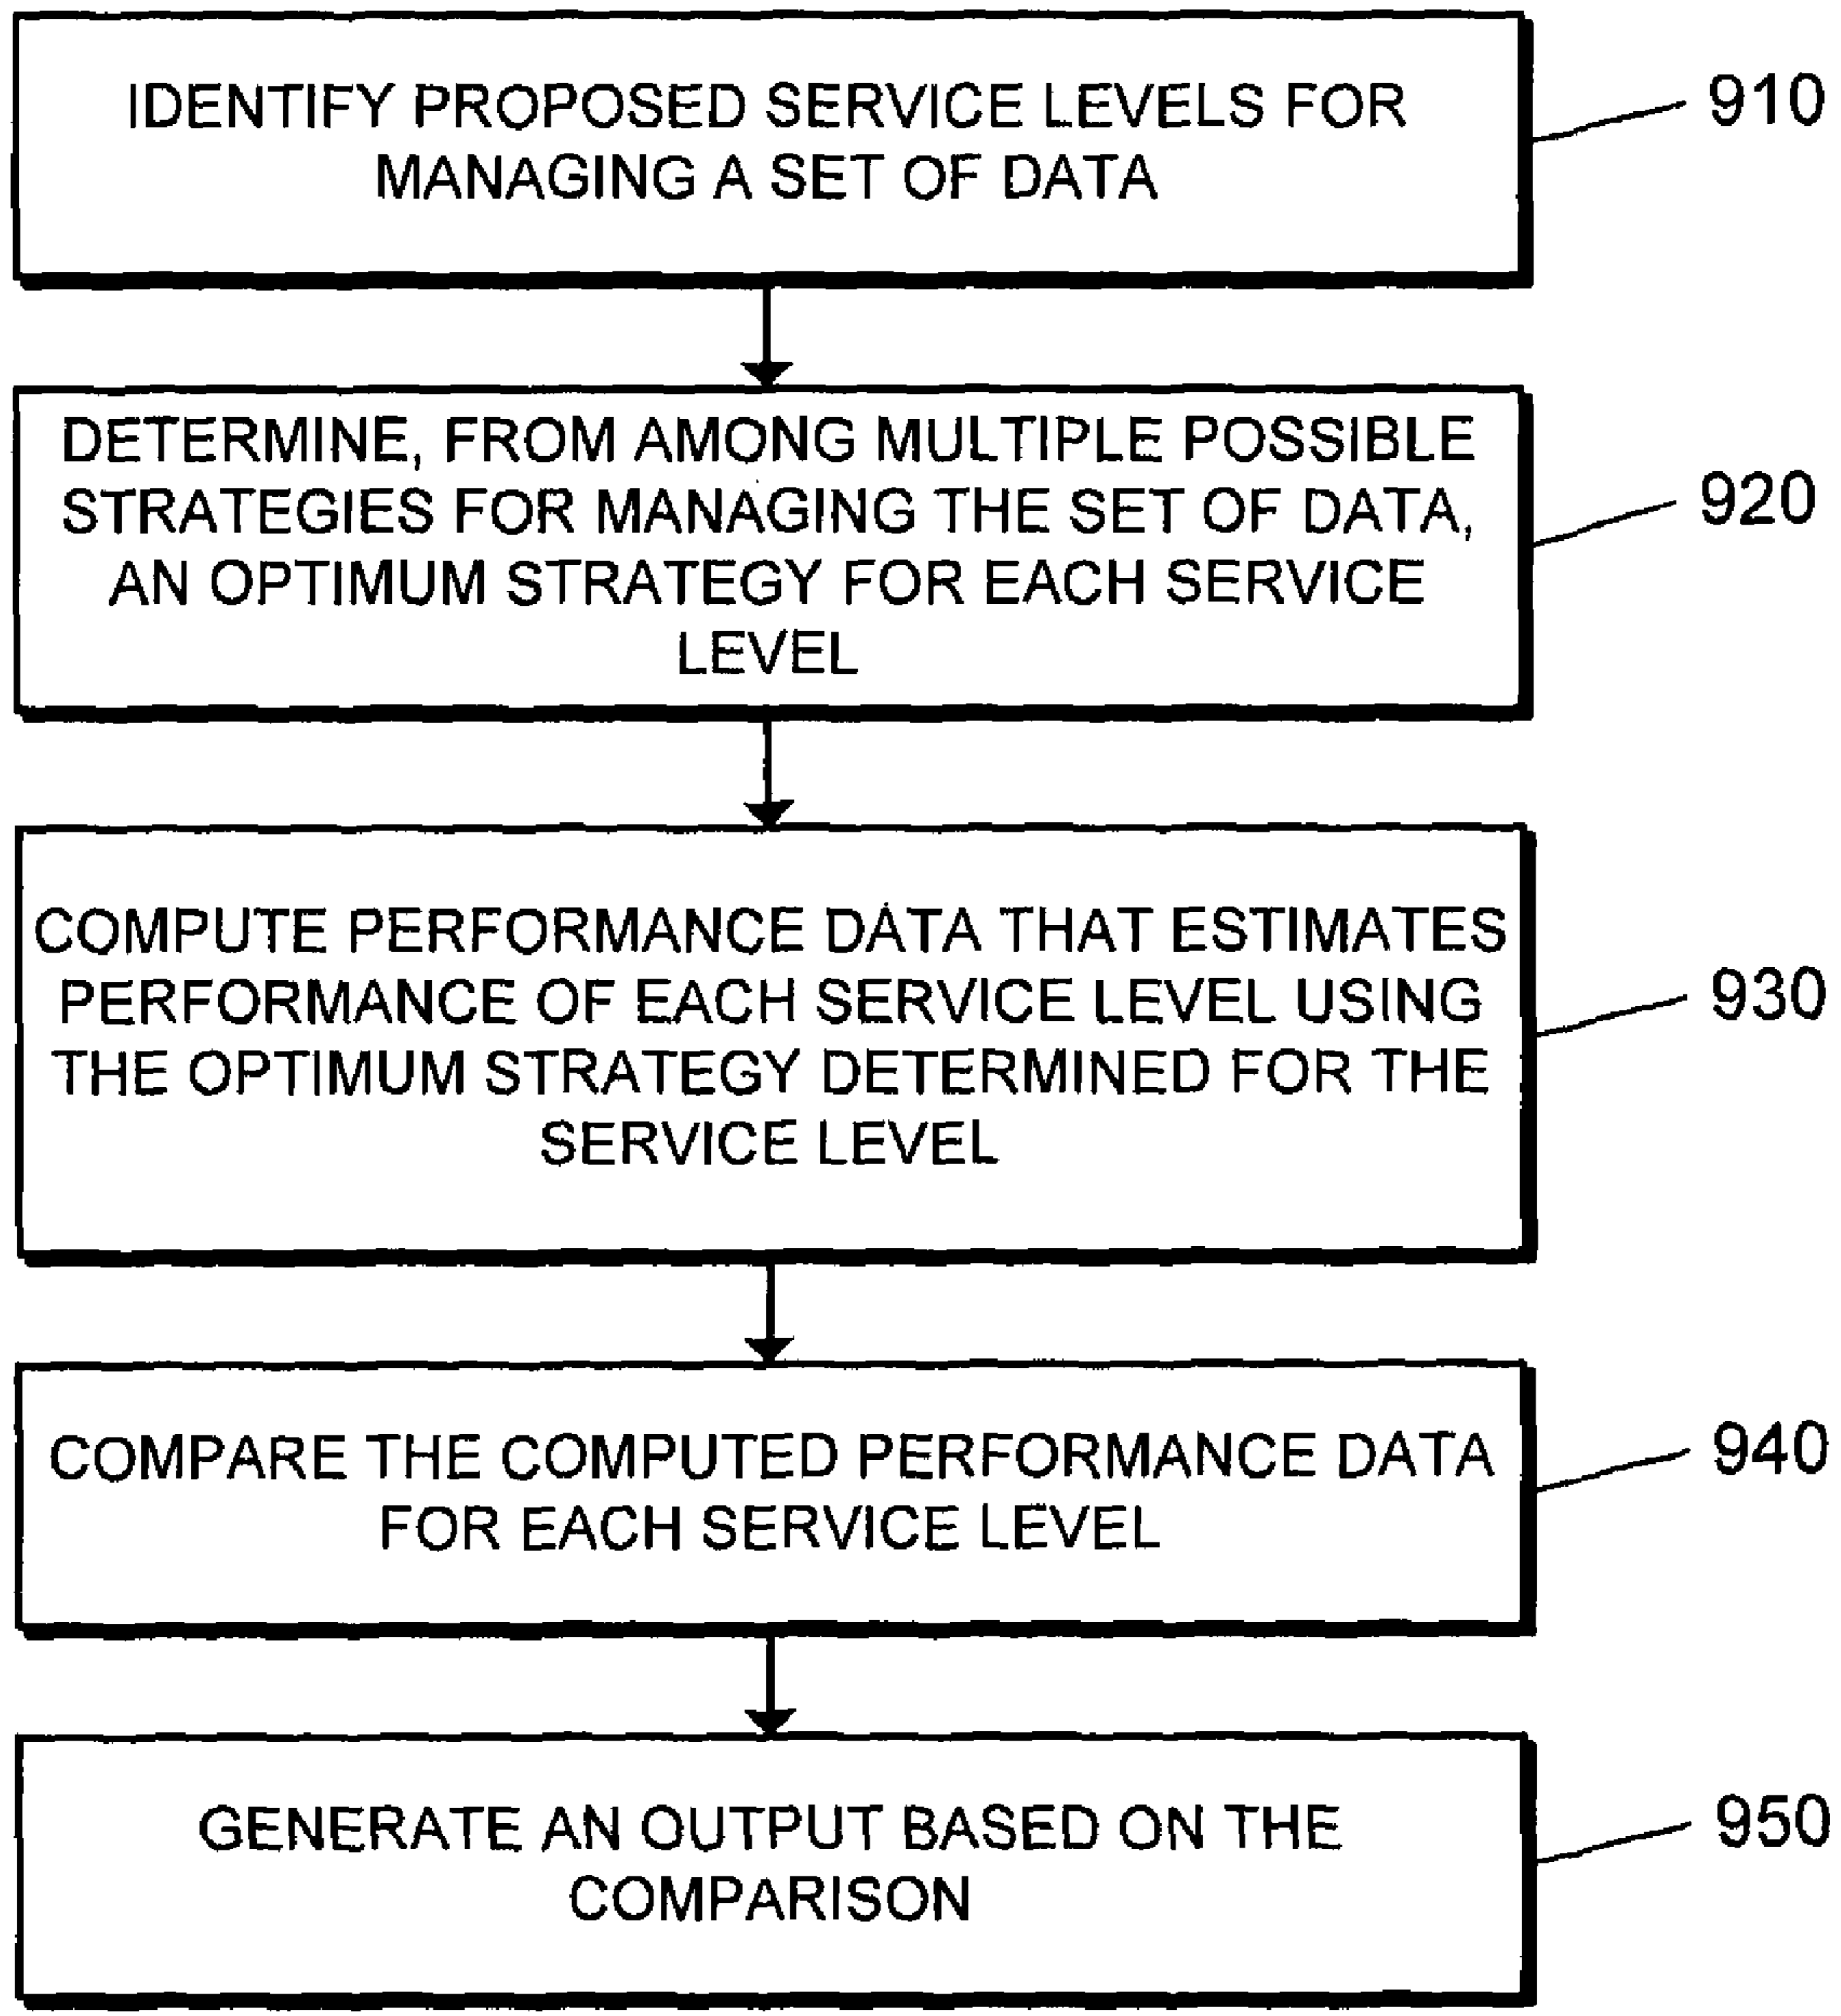 IDENTIFY PROPOSED SERVICE LEVELS FOR
MANAGING A SET OF DATA
910
DETERMINE, FROM AMONG MULTIPLE POSSIBLE
STRATEGIES FOR MANAGING THE SET OF DATA,
AN OPTIMUM STRATEGY FOR EACH SERVICE
LEVEL
920
COMPUTE PERFORMANCE DATA THAT ESTIMATES
PERFORMANCE OF EACH SERVICE LEVEL USING
THE OPTIMUM STRATEGY DETERMINED FOR THE
SERVICE LEVEL
930
COMPARE THE COMPUTED PERFORMANCE DATA
FOR EACH SERVICE LEVEL
940
GENERATE AN OUTPUT BASED ON THE
COMPARISON
950